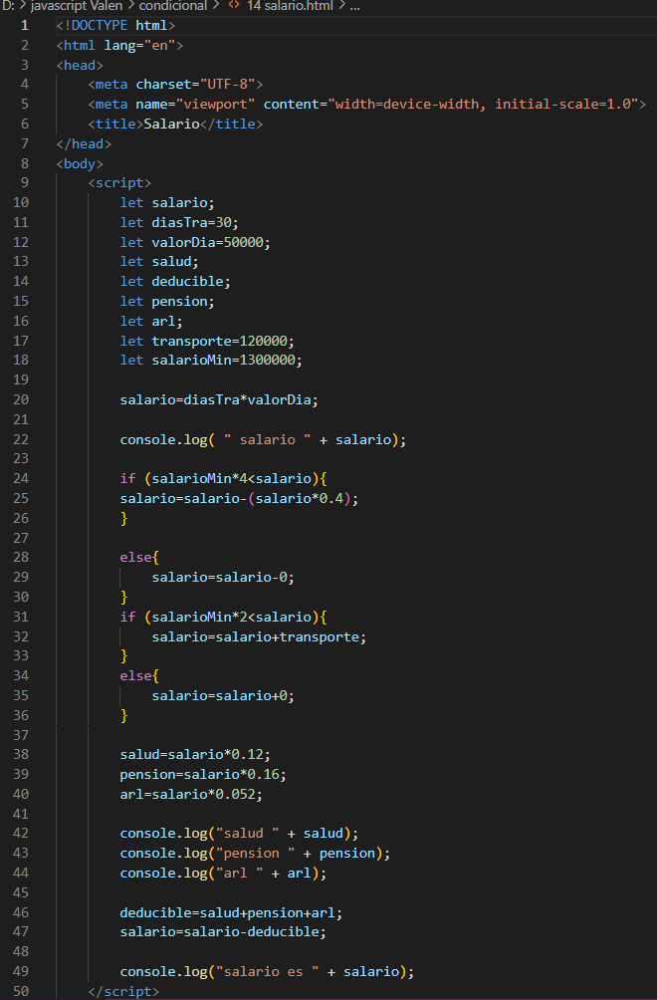 D: > javascript Valen > condicional > <> 14 salario.html > ...
1 <!DOCTYPE html>
2 <html lang="en">
3 <head>
4     <meta charset="UTF-8">
5     <meta name="viewport" content="width=device-width, initial-scale=1.0">
6     <title>Salario</title>
7 </head>
8 <body>
9     <script>
10         let salario;
11         let diasTra=30;
12         let valorDia=50000;
13         let salud;
14         let deducible;
15         let pension;
16         let arl;
17         let transporte=120000;
18         let salarioMin=1300000;
19
20         salario=diasTra*valorDia;
21
22         console.log( " salario " + salario);
23
24         if (salarioMin*4<salario){
25         salario=salario-(salario*0.4);
26         }
27
28         else{
29             salario=salario-0;
30         }
31         if (salarioMin*2<salario){
32             salario=salario+transporte;
33         }
34         else{
35             salario=salario+0;
36         }
37
38         salud=salario*0.12;
39         pension=salario*0.16;
40         arl=salario*0.052;
41
42         console.log("salud " + salud);
43         console.log("pension " + pension);
44         console.log("arl " + arl);
45
46         deducible=salud+pension+arl;
47         salario=salario-deducible;
48
49         console.log("salario es " + salario);
50     </script>